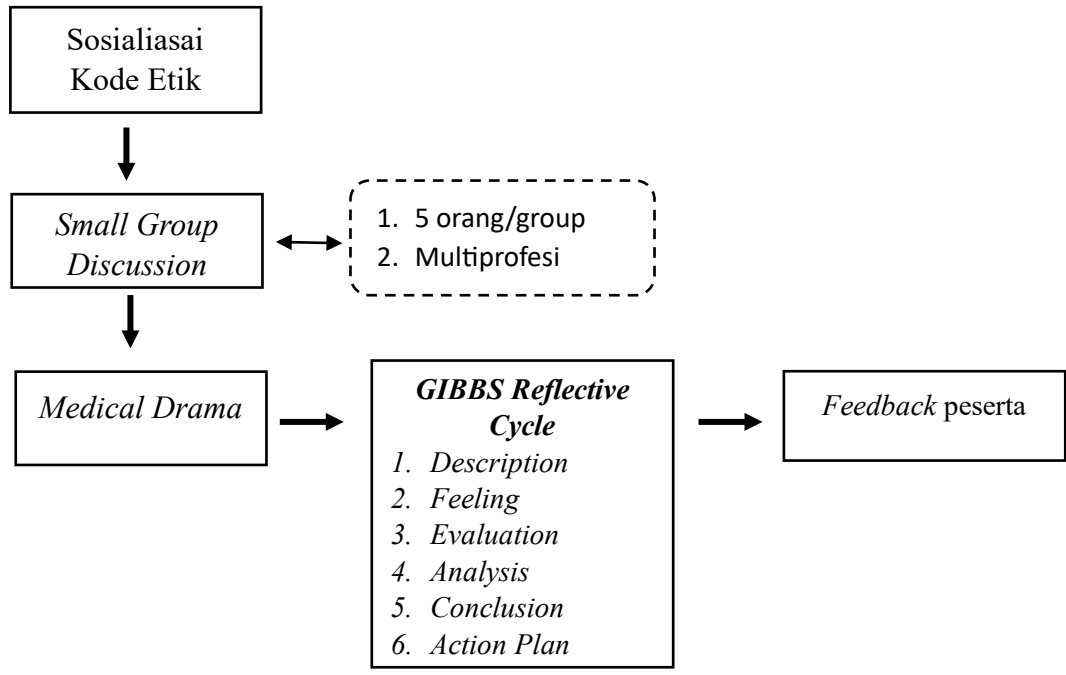 Sosialiasai
Kode Etik
Small Group
Discussion
1. 5 orang/group
2. Multiprofesi
Medical Drama
GIBBS Reflective
Cycle
1. Description
2. Feeling
3. Evaluation
4. Analysis
5. Conclusion
6. Action Plan
Feedback peserta